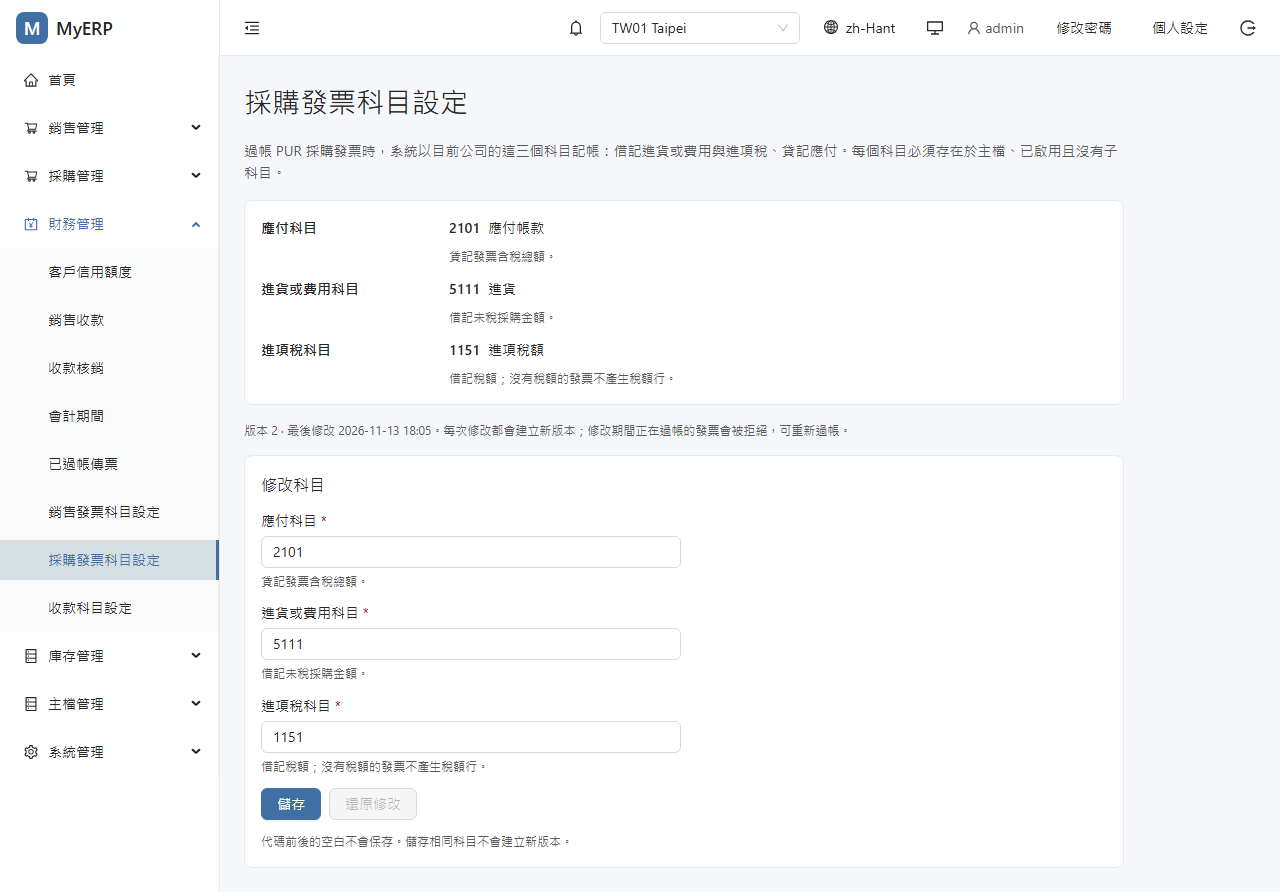 M MyERP
TW01 Taipei
zh-Hant
admin
修改密碼
個人設定
首頁
銷售管理
採購管理
財務管理
客戶信用額度
銷售收款
收款核銷
會計期間
已過帳傳票
銷售發票科目設定
採購發票科目設定
收款科目設定
庫存管理
主檔管理
系統管理
採購發票科目設定
過帳 PUR 採購發票時，系統以目前公司的這三個科目記帳：借記進貨或費用與進項稅、貸記應付。每個科目必須存在於主檔、已啟用且沒有子
科目。
應付科目 2101 應付帳款
貸記發票含稅總額。
進貨或費用科目 5111 進貨
借記未稅採購金額。
進項稅科目 1151 進項稅額
借記稅額；沒有稅額的發票不產生稅額行。
版本 2 · 最後修改 2026-11-13 18:05。每次修改都會建立新版本；修改期間正在過帳的發票會被拒絕，可重新過帳。
修改科目
應付科目 *
2101
貸記發票含稅總額。
進貨或費用科目 *
5111
借記未稅採購金額。
進項稅科目 *
1151
借記稅額；沒有稅額的發票不產生稅額行。
儲存 還原修改
代碼前後的空白不會保存。儲存相同科目不會建立新版本。